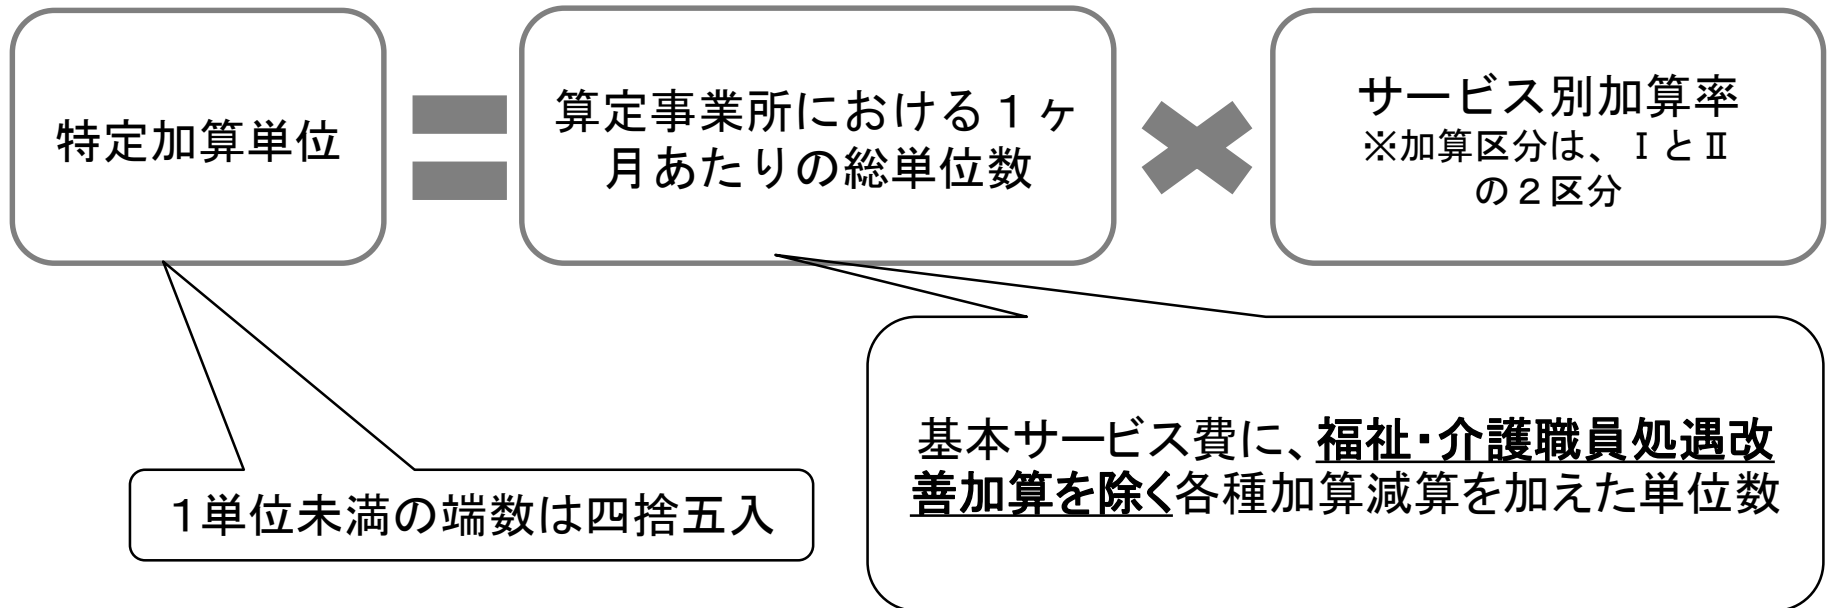 特定加算単位
算定事業所における１ヶ
月あたりの総単位数
サービス別加算率
※加算区分は、ⅠとⅡ
の２区分
1単位未満の端数は四捨五入
基本サービス費に、福祉・介護職員処遇改
善加算を除く各種加算減算を加えた単位数